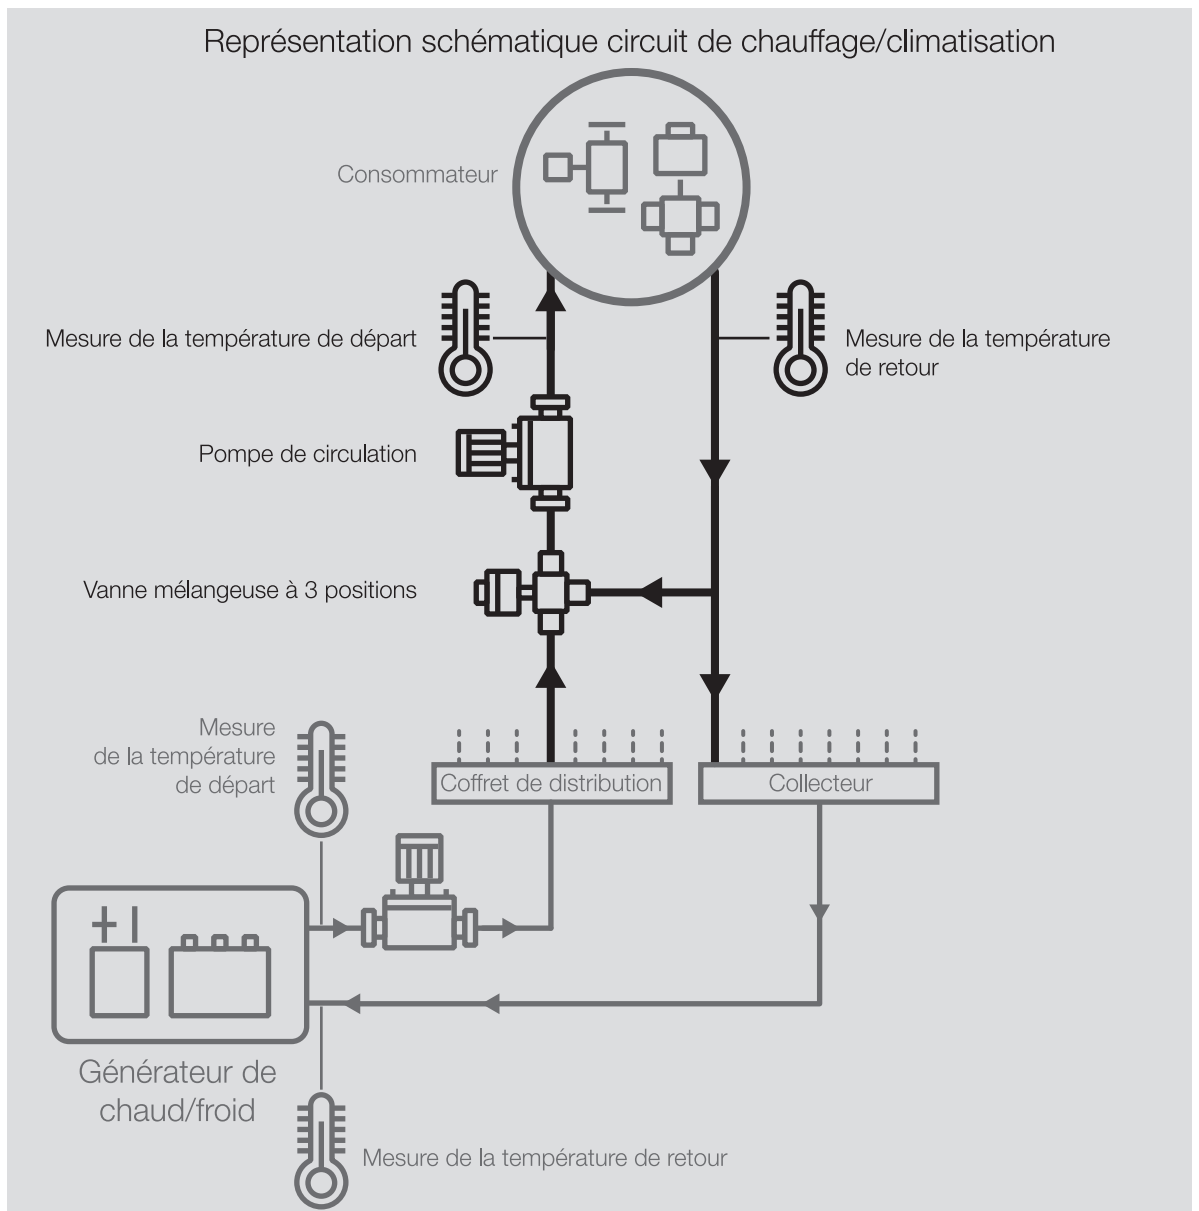 Représentation schématique circuit de chauffage/climatisation
Consommateur
Mesure de la température de départ
Mesure de la température
de retour
Pompe de circulation
Vanne mélangeuse à 3 positions
Mesure
de la température
de départ
Coffret de distribution
Collecteur
Générateur de
chaud/froid
Mesure de la température de retour